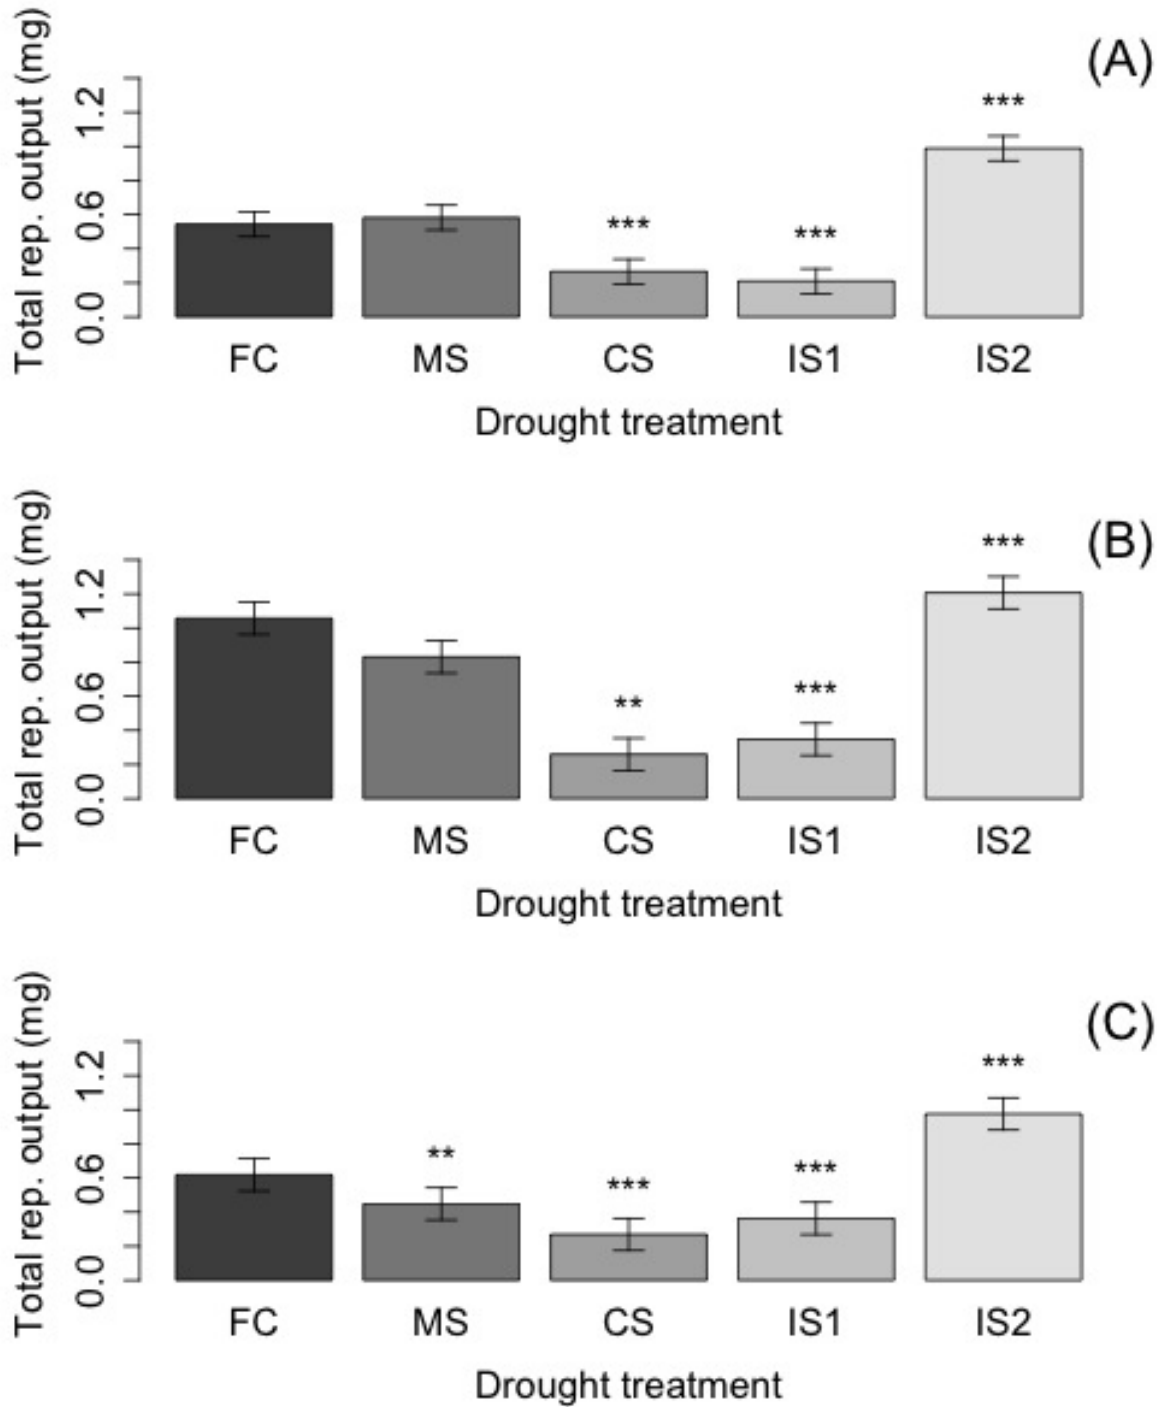 (A)
Total rep. output (mg)
1.2
0.6
0.0
***
***
***
FC MS CS IS1 IS2
Drought treatment
(B)
Total rep. output (mg)
1.2
0.6
0.0
**
***
***
FC MS CS IS1 IS2
Drought treatment
(C)
Total rep. output (mg)
1.2
0.6
0.0
**
***
***
***
FC MS CS IS1 IS2
Drought treatment